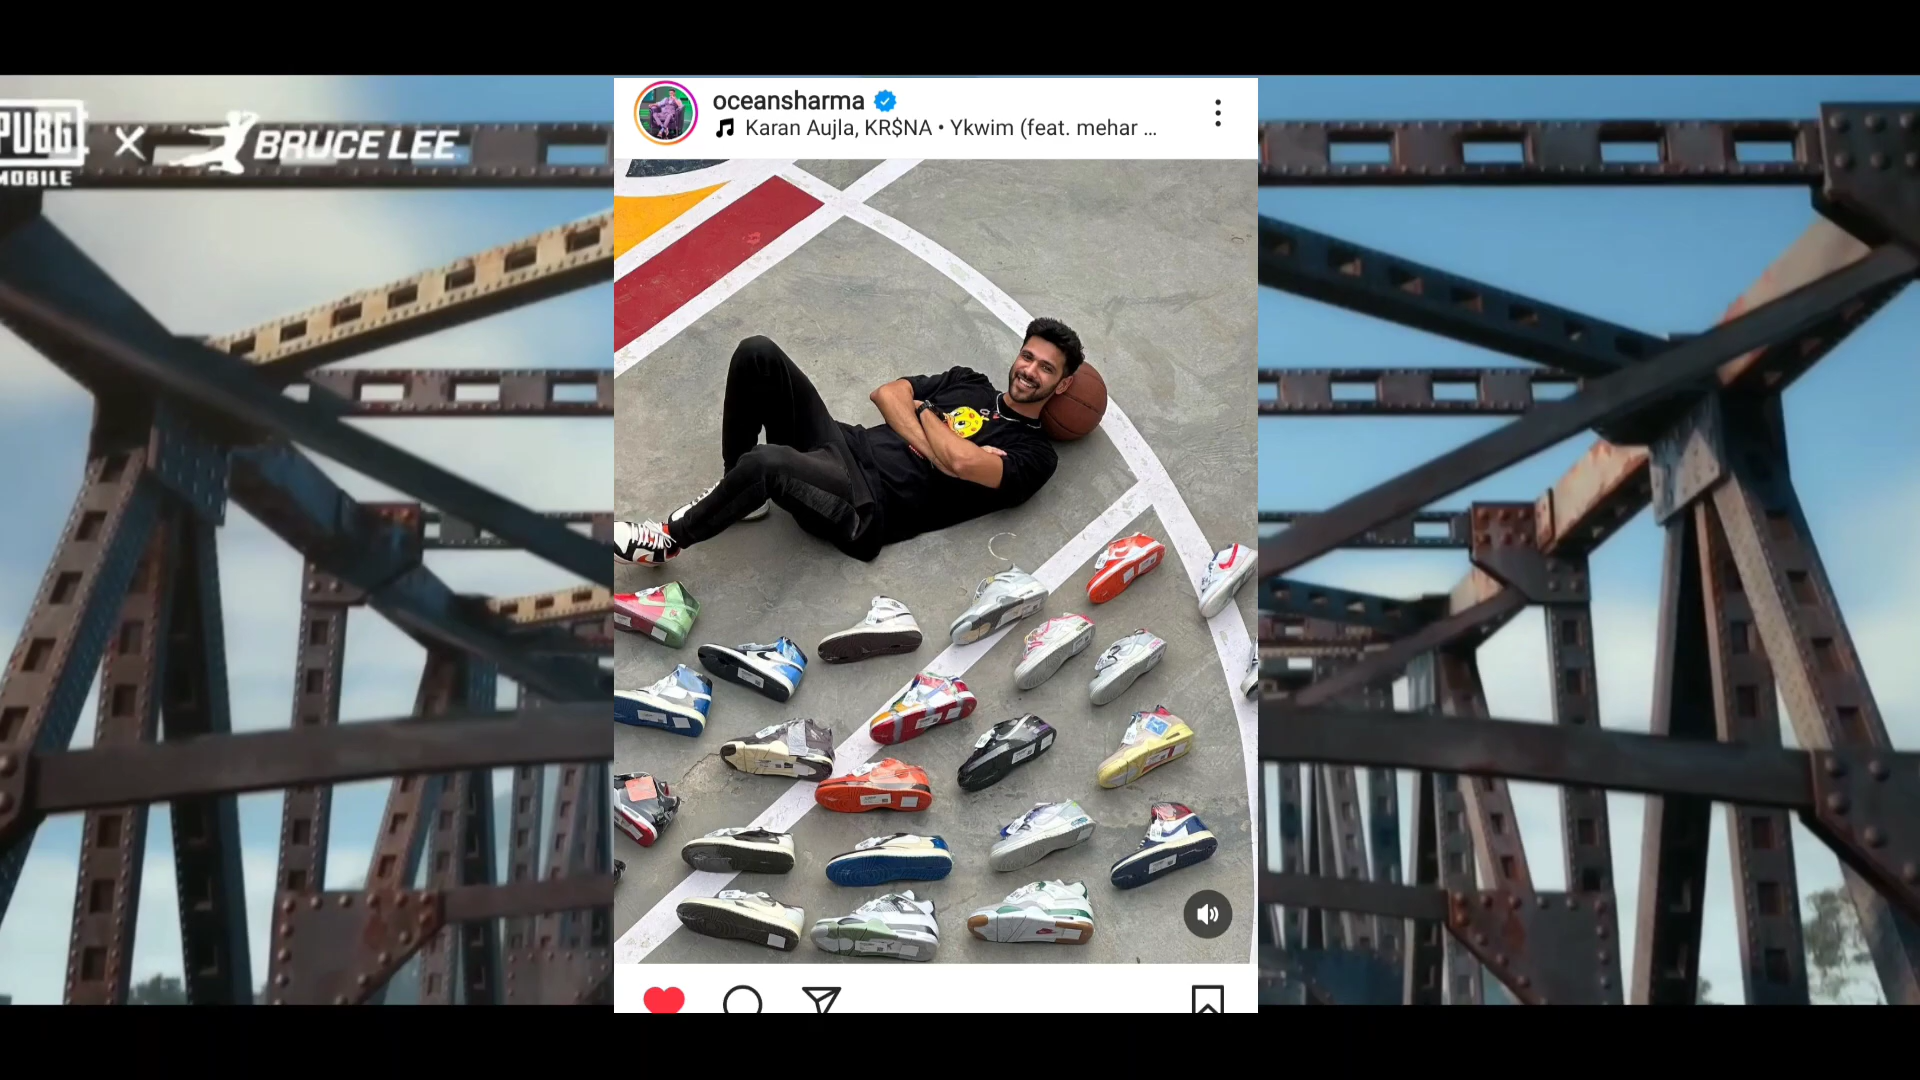 PUBG
MOBILE
X
BRUCE LEE
oceansharma
Karan Aujla, KR$NA • Ykwim (feat. mehar ...